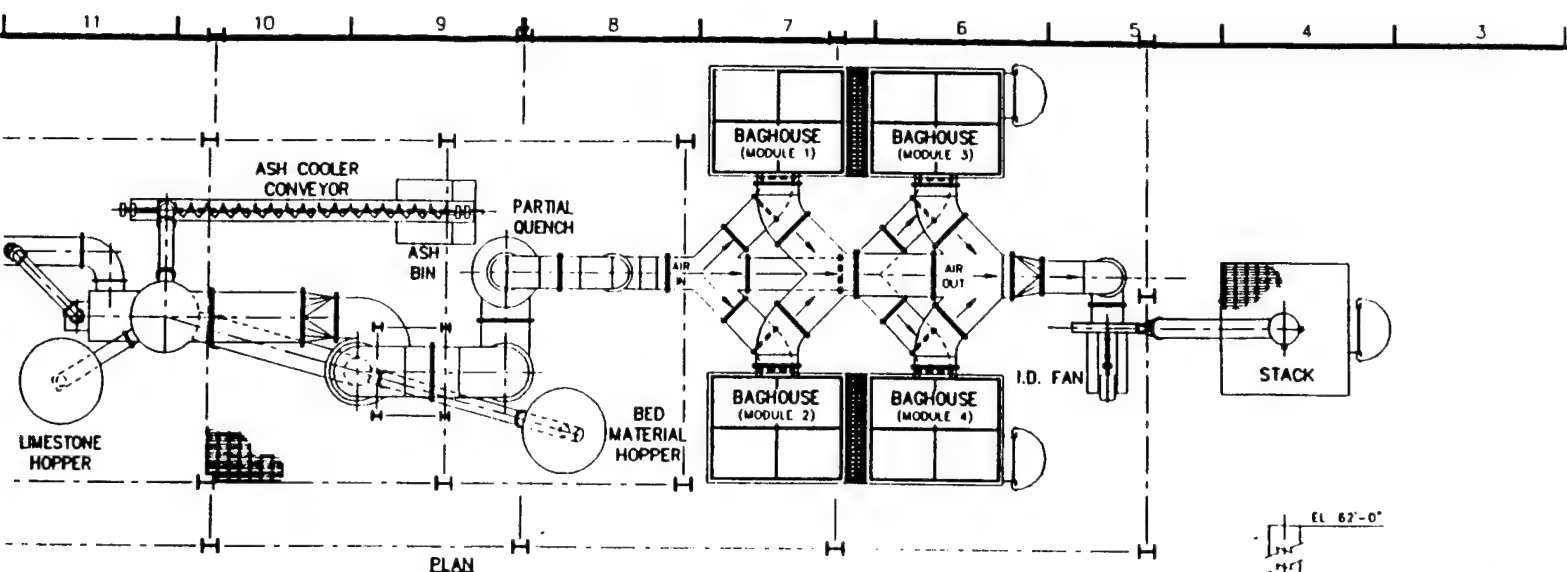 11 10 9 8 7 6 5 4 3
BAGHOUSE
(MODULE 1)
BAGHOUSE
(MODULE 3)
ASH COOLER
CONVEYOR
PARTIAL
QUENCH
ASH
BIN
AIR
IN
AIR
OUT
I.D. FAN
STACK
BAGHOUSE
(MODULE 2)
BAGHOUSE
(MODULE 4)
LIMESTONE
HOPPER
BED
MATERIAL
HOPPER
EL 62'-0"
PLAN